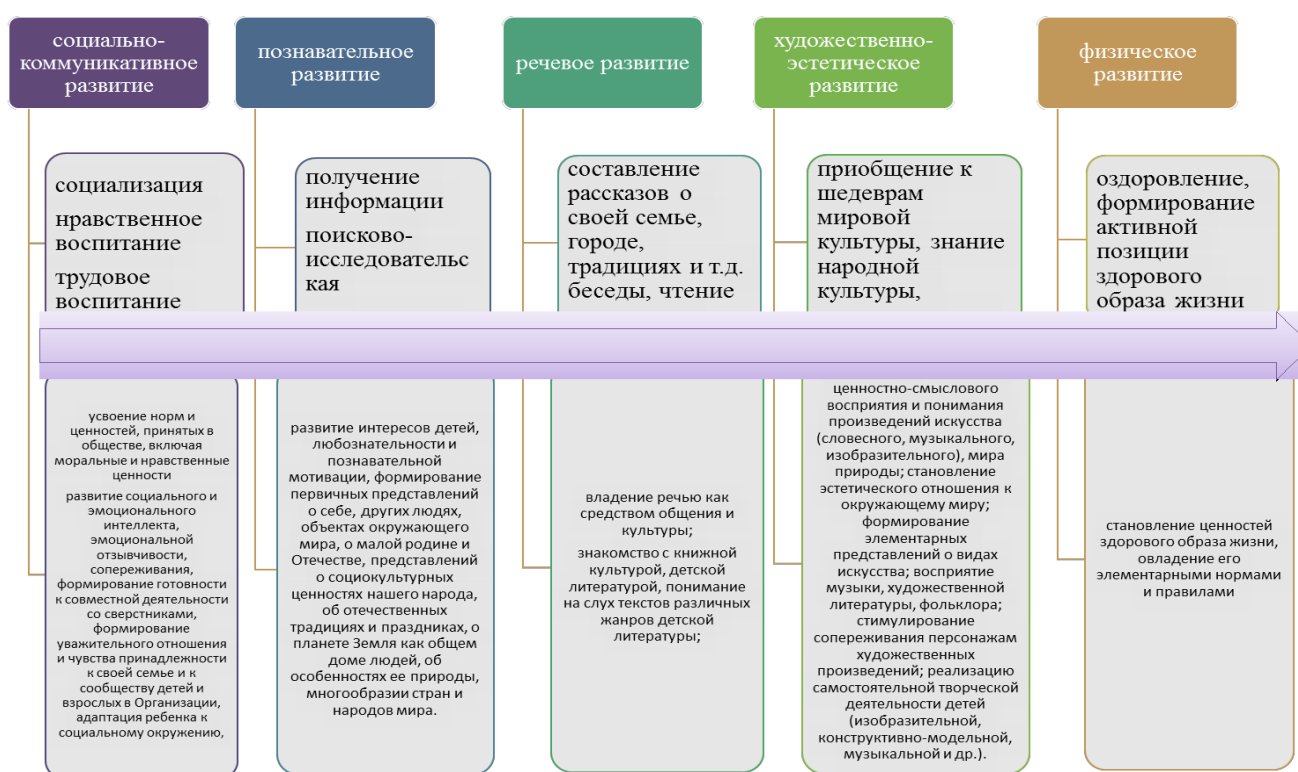 социально-
коммуникативное
развитие
социализация
нравственное
воспитание
трудовое
воспитание
усвоение норм и
ценностей, принятых в
обществе, включая
моральные и нравственные
ценности
развитие социального и
эмоционального
интеллекта,
эмоциональной
отзывчивости,
сопереживания,
формирование готовности
к совместной деятельности
со сверстниками,
формирование
уважительного отношения
и чувства принадлежности
к своей семье и к
сообществу детей и
взрослых в Организации,
адаптация ребенка к
социальному окружению,
познавательное
развитие
получение
информации
поисково-
исследовательс
кая
развитие интересов детей,
любознательности и
познавательной
мотивации, формирование
первичных представлений
о себе, других людях,
объектах окружающего
мира, о малой родине и
Отечестве, представлений
о социокультурных
ценностях нашего народа,
об отечественных
традициях и праздниках, о
планете Земля как общем
доме людей, об
особенностях ее природы,
многообразии стран и
народов мира.
речевое развитие
составление
рассказов о
своей семье,
городе,
традициях и т.д.
беседы, чтение
владение речью как
средством общения и
культуры;
знакомство с книжной
культурой, детской
литературой, понимание
на слух текстов различных
жанров детской
литературы;
художественно-
эстетическое
развитие
приобщение к
шедеврам
мировой
культуры, знание
народной
культуры,
ценностно-смыслового
восприятия и понимания
произведений искусства
(словесного, музыкального,
изобразительного), мира
природы; становление
эстетического отношения к
окружающему миру;
формирование
элементарных
представлений о видах
искусства; восприятие
музыки, художественной
литературы, фольклора;
стимулирование
сопереживания персонажам
художественных
произведений; реализацию
самостоятельной творческой
деятельности детей
(изобразительной,
конструктивно-модельной,
музыкальной и др.).
физическое
развитие
оздоровление,
формирование
активной
позиции
здорового
образа жизни
становление ценностей
здорового образа жизни,
овладение его
элементарными нормами
и правилами